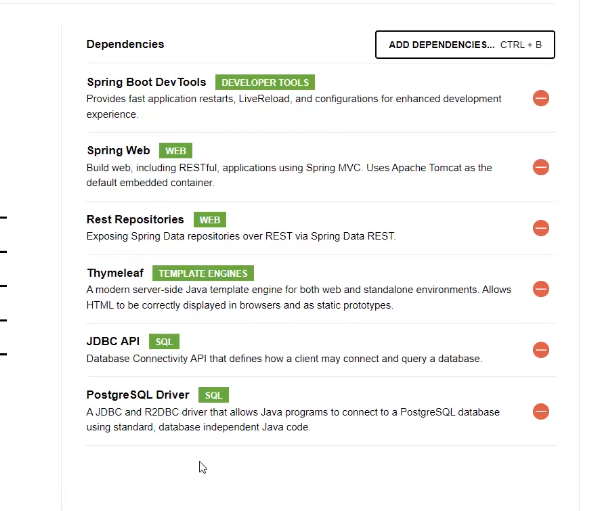 Dependencies
ADD DEPENDENCIES... CTRL + B
Spring Boot DevTools DEVELOPER TOOLS
Provides fast application restarts, LiveReload, and configurations for enhanced development
experience.
Spring Web WEB
Build web, including RESTful, applications using Spring MVC. Uses Apache Tomcat as the
default embedded container.
Rest Repositories WEB
Exposing Spring Data repositories over REST via Spring Data REST.
Thymeleaf TEMPLATE ENGINES
A modern server-side Java template engine for both web and standalone environments. Allows
HTML to be correctly displayed in browsers and as static prototypes.
JDBC API SQL
Database Connectivity API that defines how a client may connect and query a database.
PostgreSQL Driver SQL
A JDBC and R2DBC driver that allows Java programs to connect to a PostgreSQL database
using standard, database independent Java code.